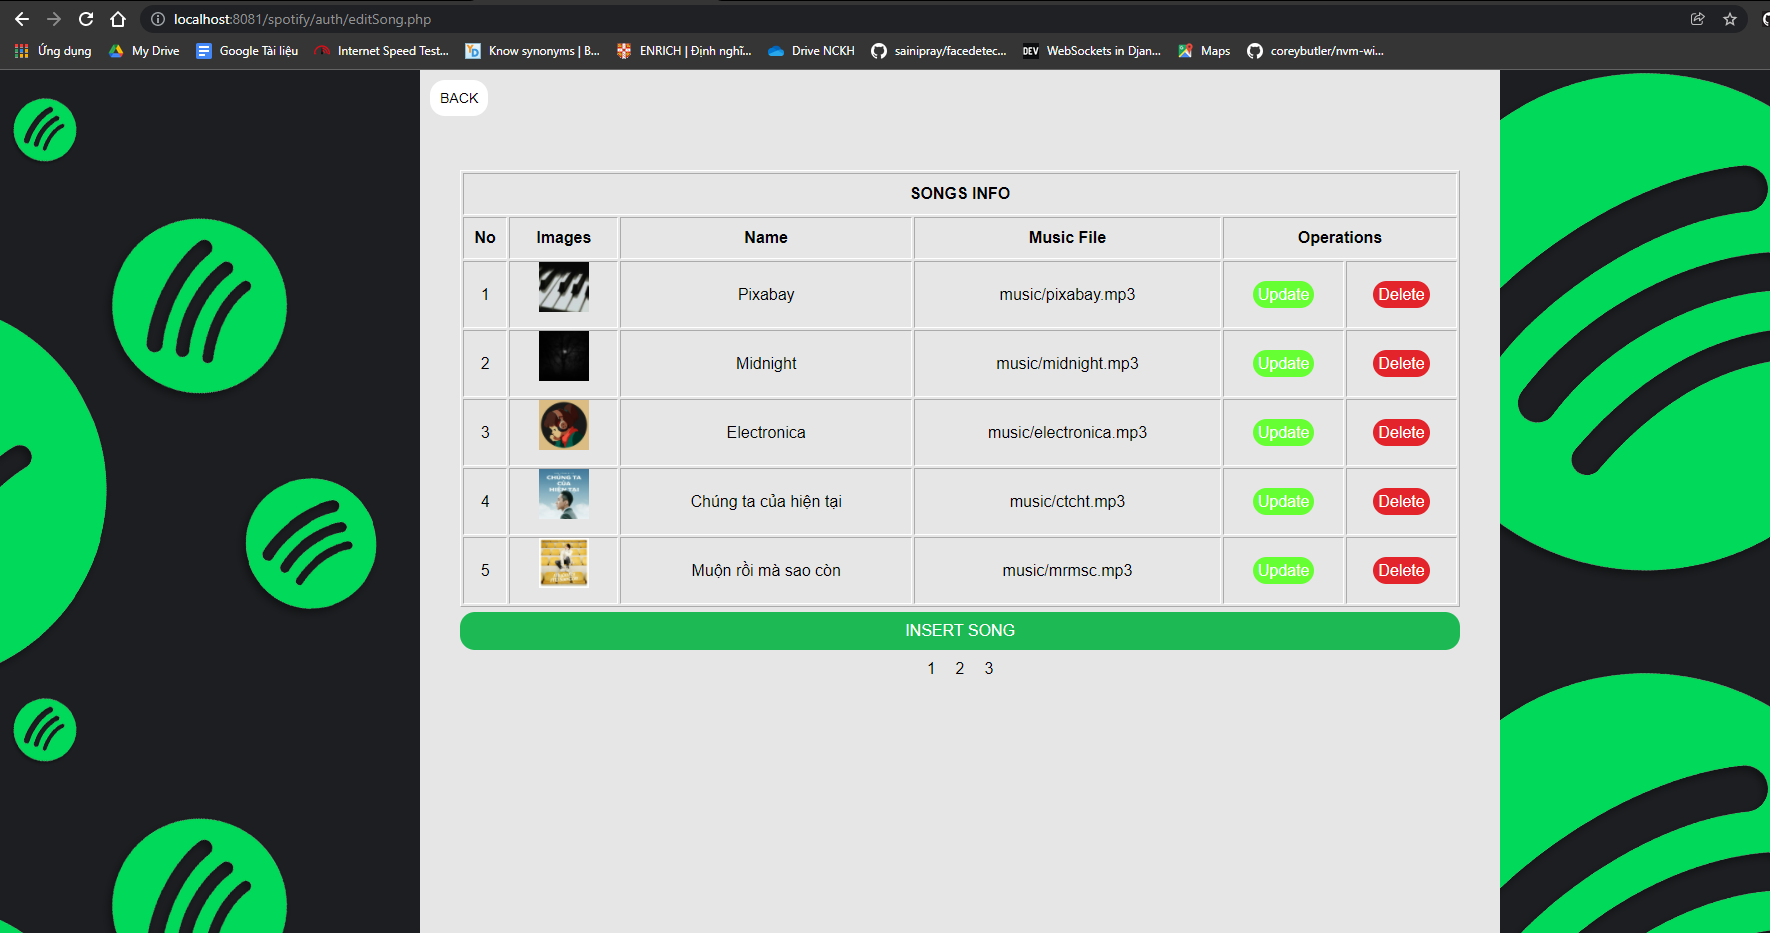 localhost:8081/spotify/auth/editSong.php
Ứng dụng My Drive Google Tài liệu Internet Speed Test... Know synonyms | B... ENRICH | Định nghĩ... Drive NCKH sainipray/facedetec... DEV WebSockets in Djan... Maps coreybutler/nvm-wi...
BACK
SONGS INFO
No Images Name Music File Operations
1 Pixabay music/pixabay.mp3 Update Delete
2 Midnight music/midnight.mp3 Update Delete
3 Electronica music/electronica.mp3 Update Delete
CHÚNG TA
CỦA
HIỆN TẠI
4 Chúng ta của hiện tại music/ctcht.mp3 Update Delete
5 Muộn rồi mà sao còn music/mrmsc.mp3 Update Delete
INSERT SONG
1 2 3